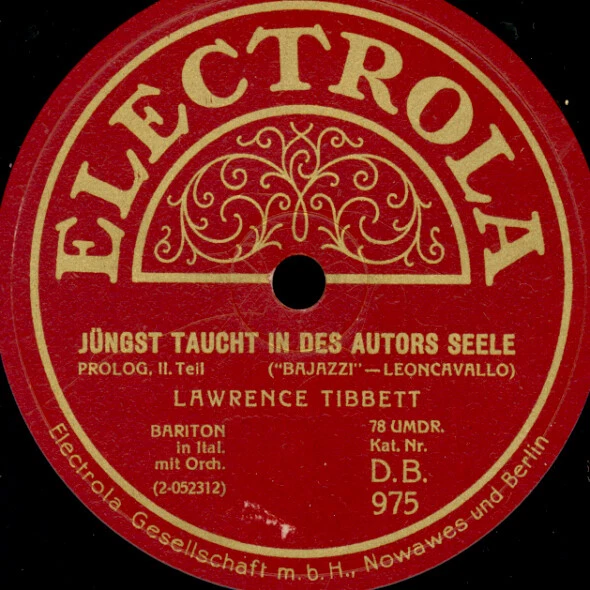 ELECTROLA
JÜNGST TAUCHT IN DES AUTORS SEELE
PROLOG, II. Teil ("BAJAZZI" — LEONCAVALLO)
LAWRENCE TIBBETT
BARITON
in Ital.
mit Orch.
(2-052312)
78 UMDR.
Kat. Nr.
D.B.
975
Electrola Gesellschaft m.b.H., Nowawes und Berlin